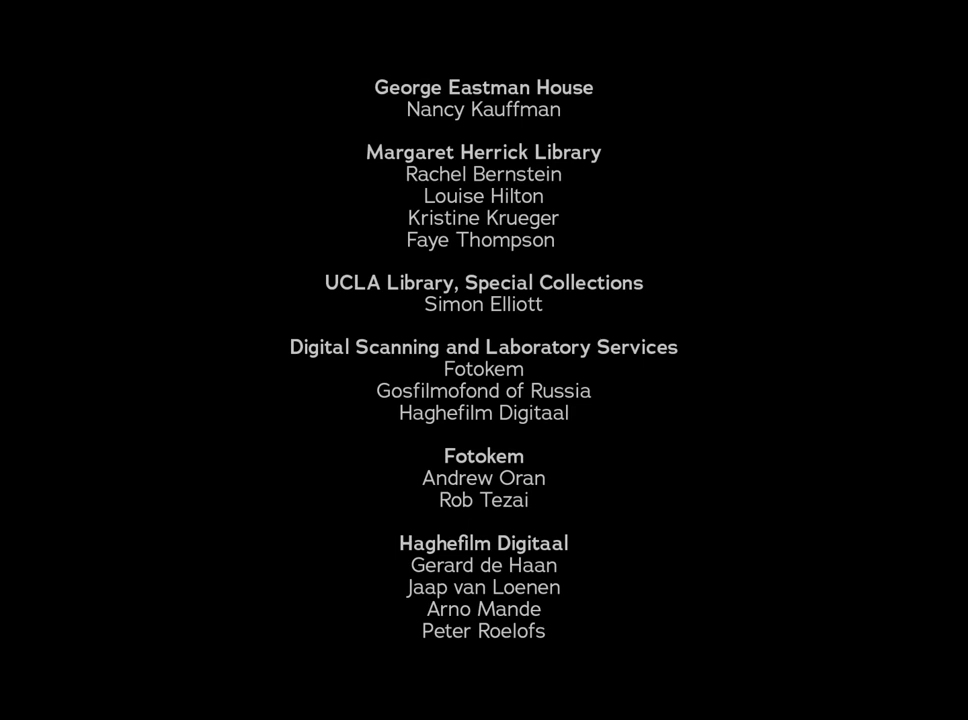 George Eastman House
Nancy Kauffman
Margaret Herrick Library
Rachel Bernstein
Louise Hilton
Kristine Krueger
Faye Thompson
UCLA Library, Special Collections
Simon Elliott
Digital Scanning and Laboratory Services
Fotokem
Gosfilmofond of Russia
Haghefilm Digitaal
Fotokem
Andrew Oran
Rob Tezai
Haghefilm Digitaal
Gerard de Haan
Jaap van Loenen
Arno Mande
Peter Roelofs